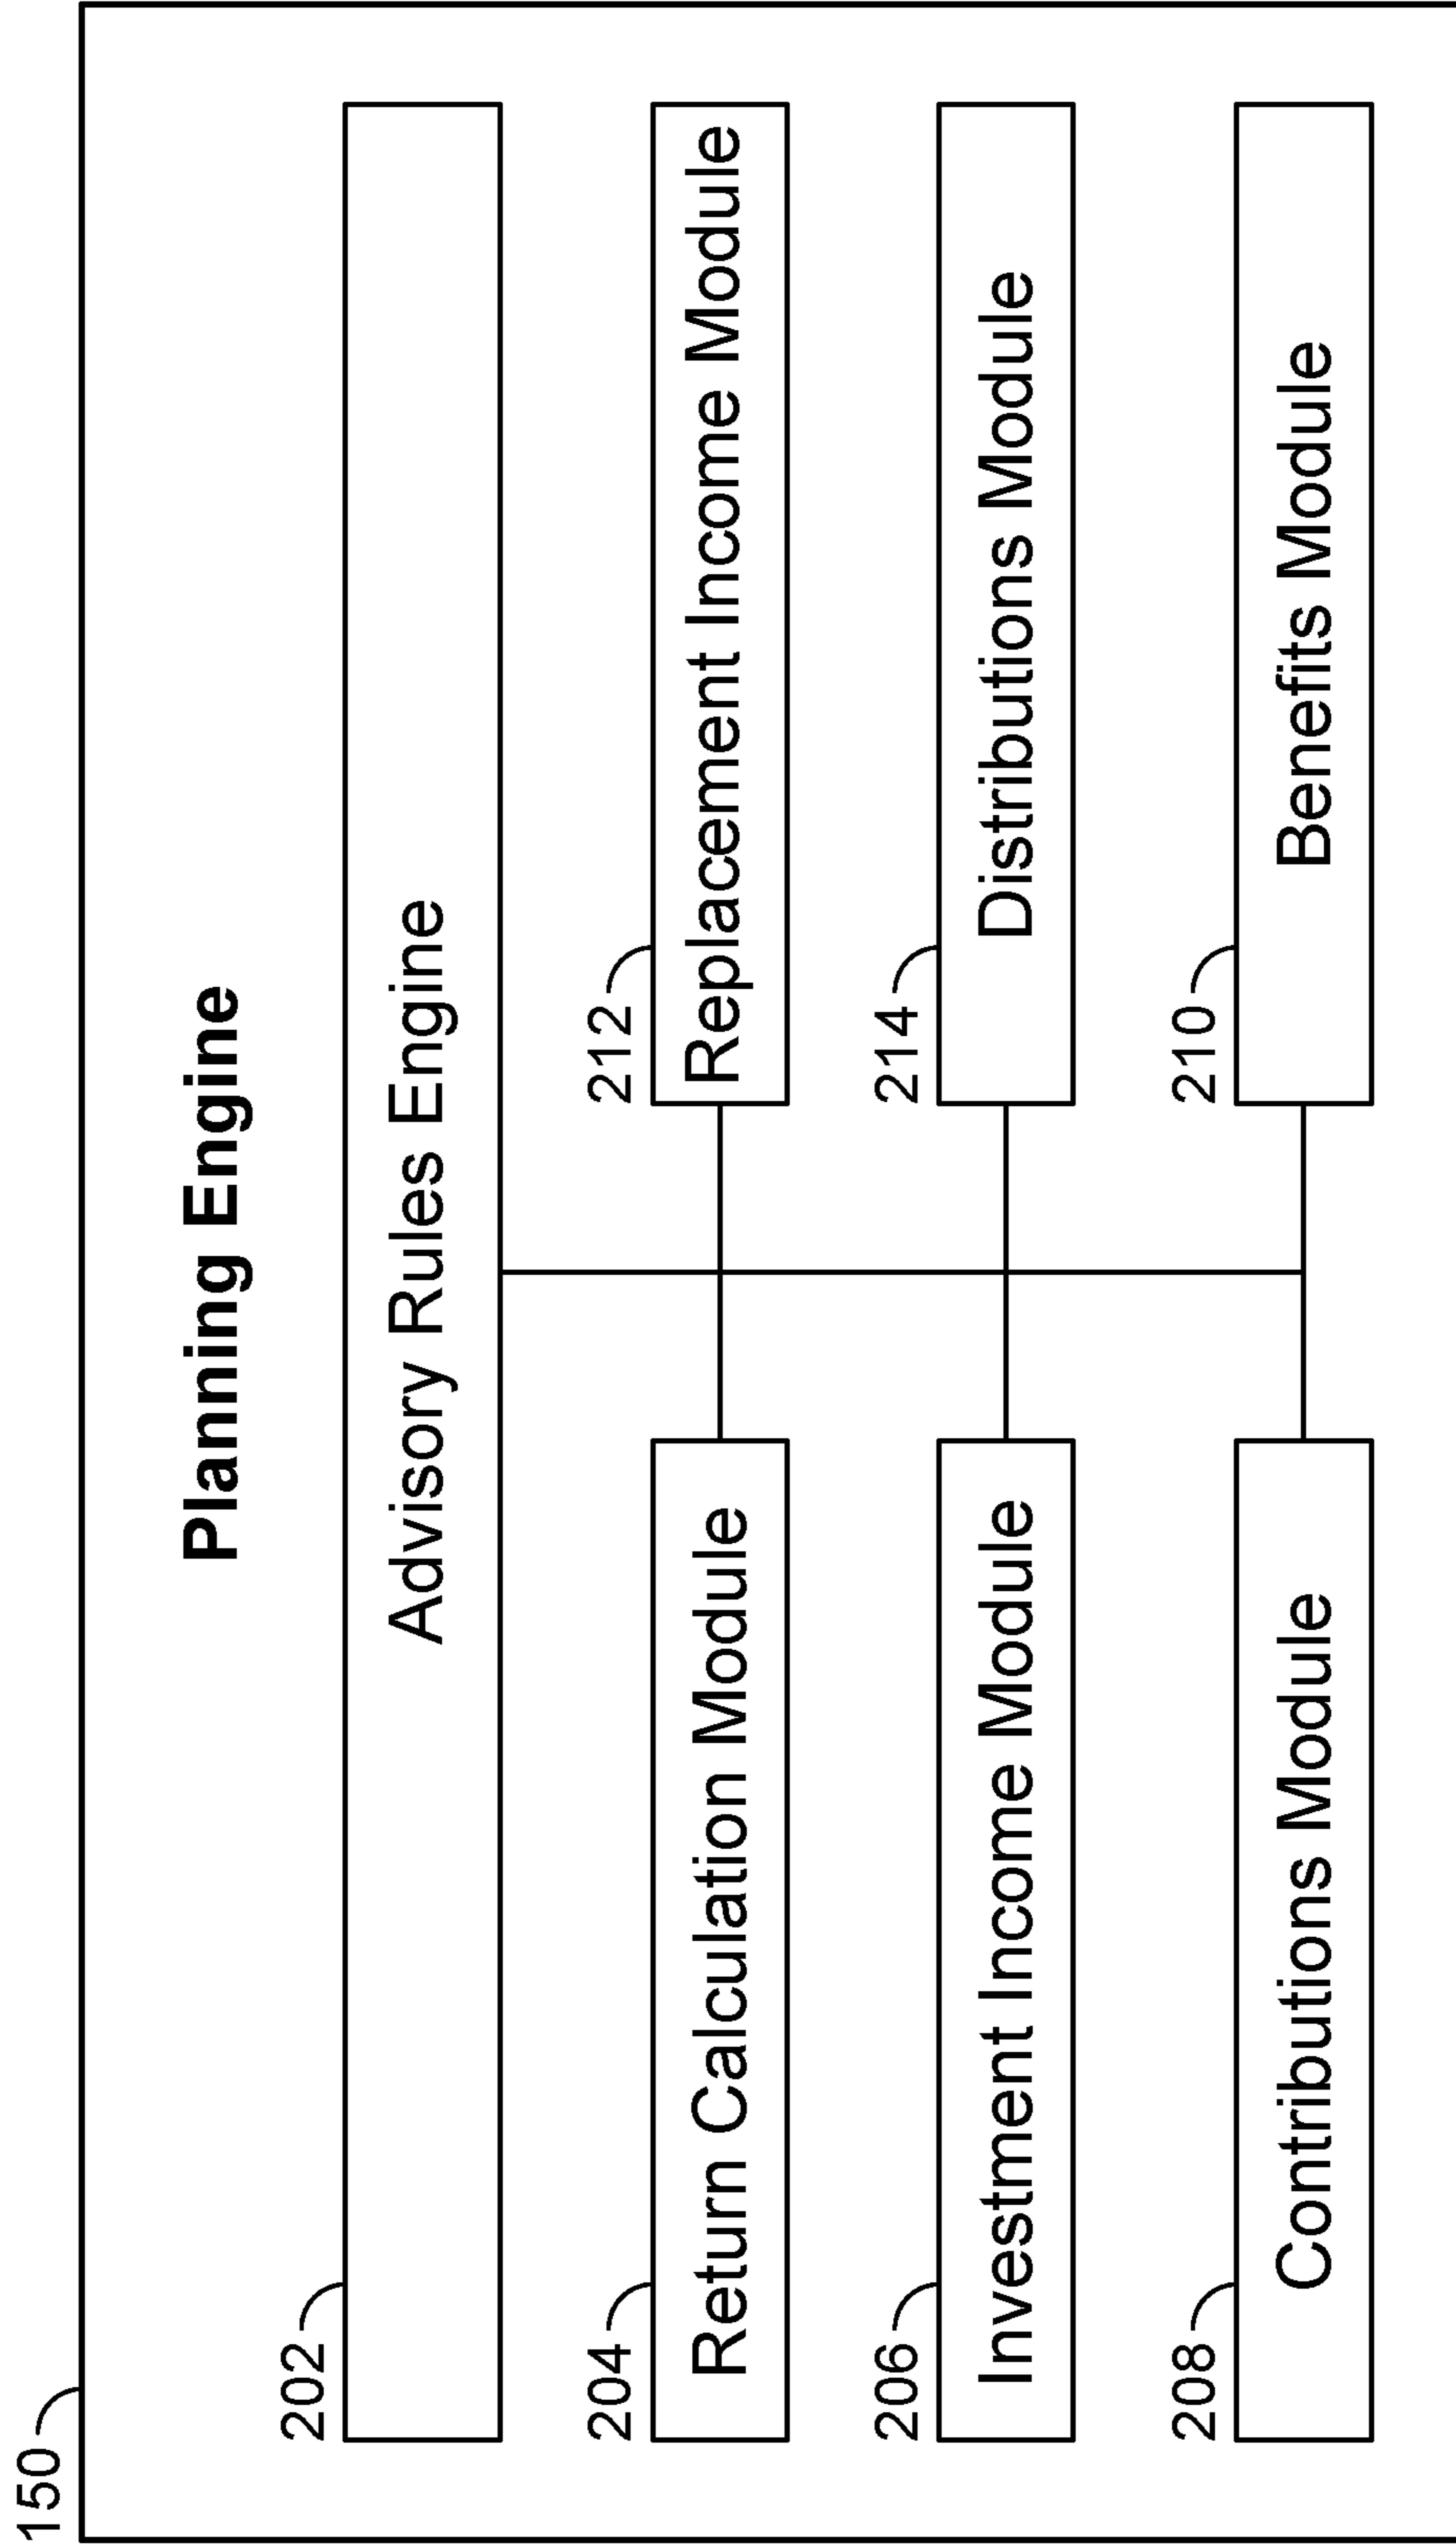 150
Planning Engine
202
Advisory Rules Engine
204
Return Calculation Module
212
Replacement Income Module
206
Investment Income Module
214
Distributions Module
208
Contributions Module
210
Benefits Module